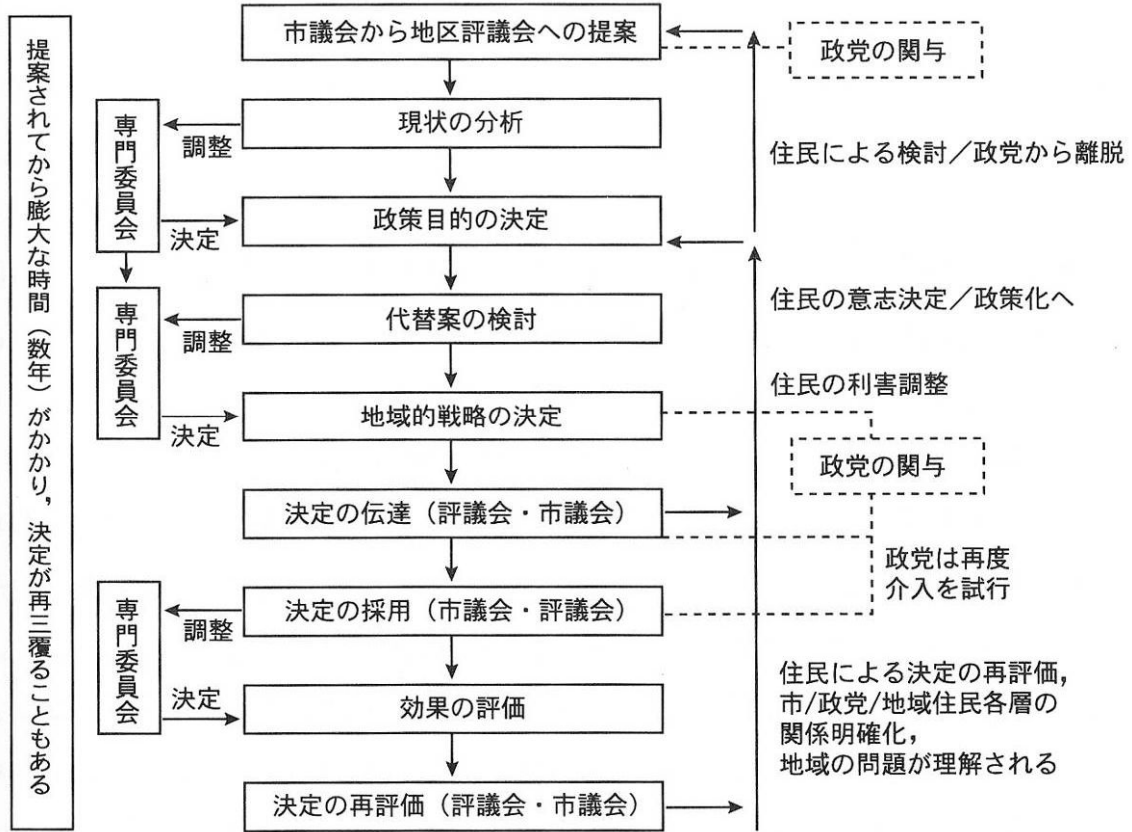 提案されてから膨大な時間（数年）がかかり，決定が再三覆ることもある
市議会から地区評議会への提案
政党の関与
現状の分析
調整
専門委員会
住民による検討／政党から離脱
政策目的の決定
決定
住民の意志決定／政策化へ
代替案の検討
調整
専門委員会
住民の利害調整
地域的戦略の決定
決定
政党の関与
決定の伝達（評議会・市議会）
政党は再度
介入を試行
決定の採用（市議会・評議会）
調整
専門委員会
決定
効果の評価
住民による決定の再評価，
市/政党/地域住民各層の
関係明確化，
地域の問題が理解される
決定の再評価（評議会・市議会）